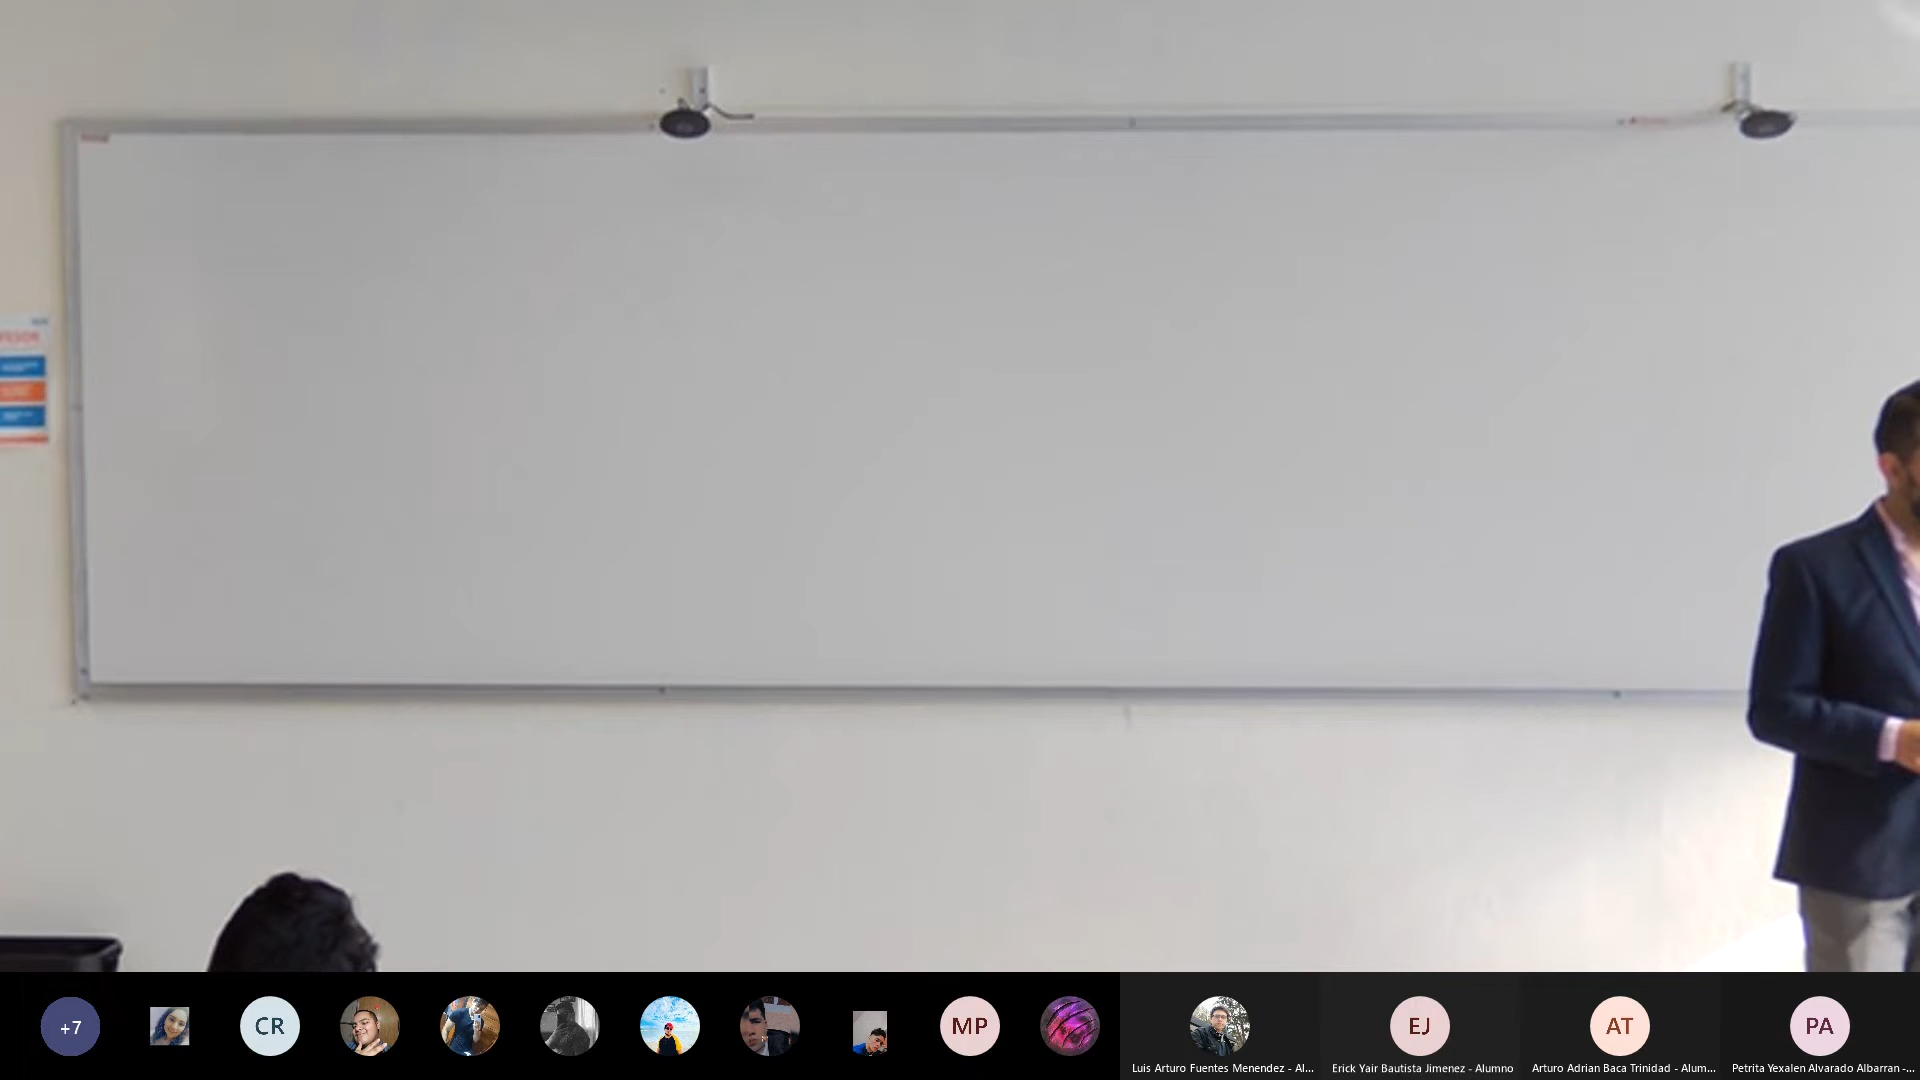 +7
CR
MP
EJ
AT
PA
Luis Arturo Fuentes Menendez - Al...
Erick Yair Bautista Jimenez - Alumno
Arturo Adrian Baca Trinidad - Alum...
Petrita Yexalen Alvarado Albarran -...